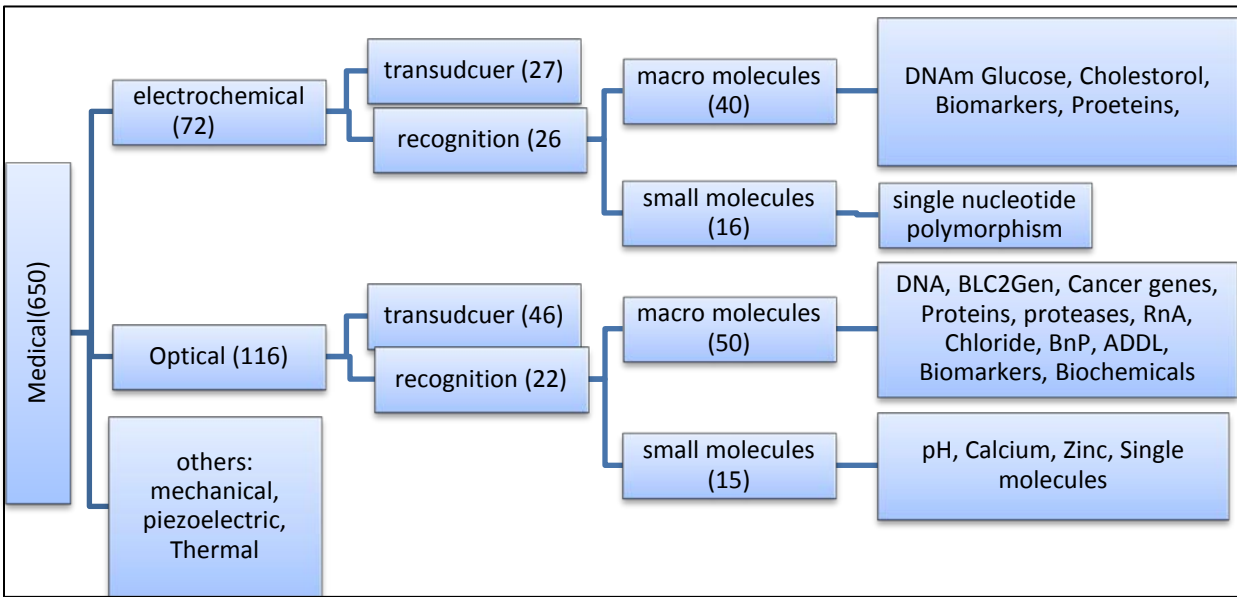 Medical(650)
electrochemical
(72)
transudcuer (27)
recognition (26
macro molecules
(40)
DNAm Glucose, Cholestorol,
Biomarkers, Proeteins,
small molecules
(16)
single nucleotide
polymorphism
Optical (116)
transudcuer (46)
recognition (22)
macro molecules
(50)
DNA, BLC2Gen, Cancer genes,
Proteins, proteases, RnA,
Chloride, BnP, ADDL,
Biomarkers, Biochemicals
small molecules
(15)
pH, Calcium, Zinc, Single
molecules
others:
mechanical,
piezoelectric,
Thermal